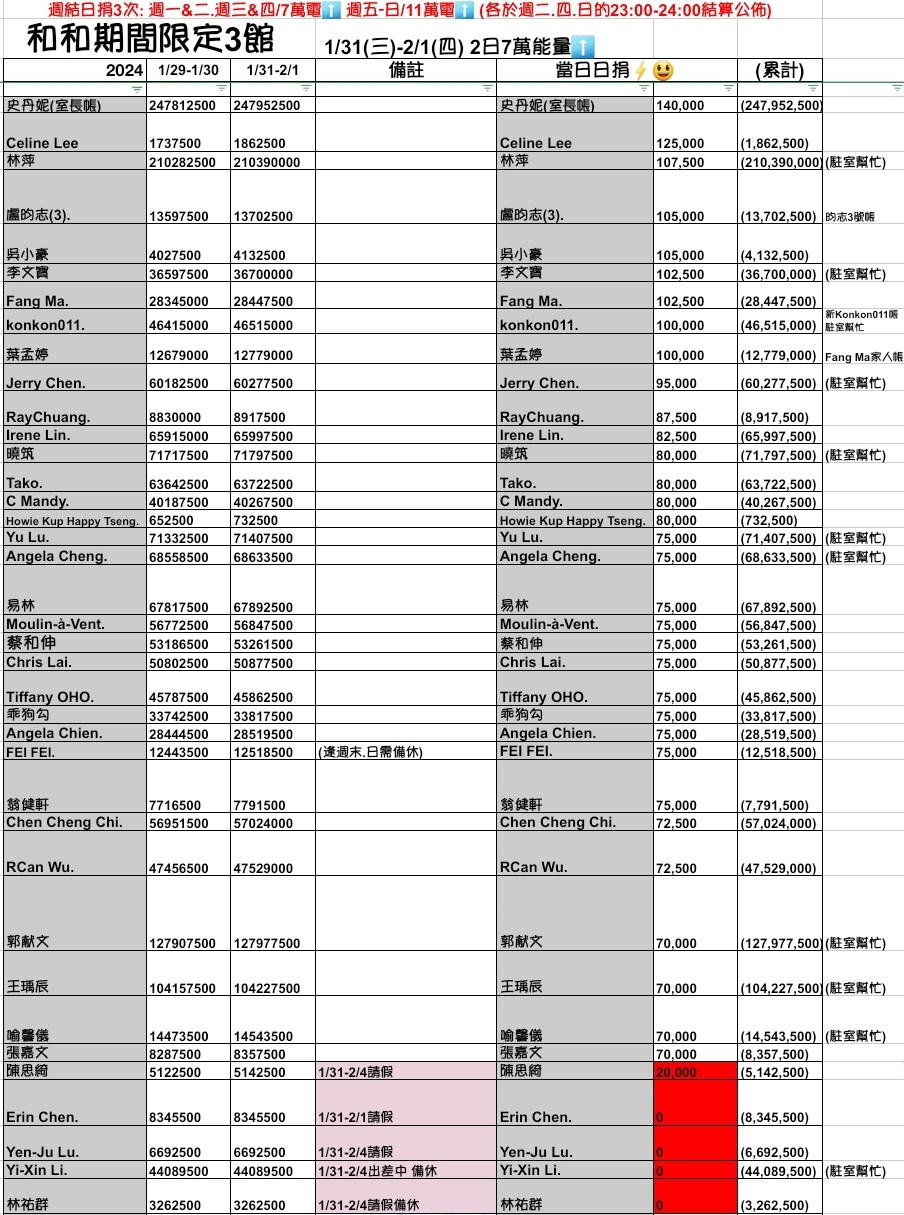 週結日捐3次: 週一&二.週三&四/7萬電⬆️ 週五-日/11萬電⬆️ (各於週二.四.日的23:00-24:00結算公佈)
和和期間限定3館 1/31(三)-2/1(四) 2日7萬能量⬆️
2024 1/29-1/30 1/31-2/1 備註 當日日捐⚡😃 (累計)
史丹妮(室長帳) 247812500 247952500 史丹妮(室長帳) 140,000 (247,952,500)
Celine Lee 1737500 1862500 Celine Lee 125,000 (1,862,500)
林萍 210282500 210390000 林萍 107,500 (210,390,000) (駐室幫忙)
盧昀志(3). 13597500 13702500 盧昀志(3). 105,000 (13,702,500) 昀志3號帳
吳小豪 4027500 4132500 吳小豪 105,000 (4,132,500)
李文寶 36597500 36700000 李文寶 102,500 (36,700,000) (駐室幫忙)
Fang Ma. 28345000 28447500 Fang Ma. 102,500 (28,447,500)
konkon011. 46415000 46515000 konkon011. 100,000 (46,515,000) 新Konkon011帳
駐室幫忙
葉孟婷 12679000 12779000 葉孟婷 100,000 (12,779,000) Fang Ma家人帳
Jerry Chen. 60182500 60277500 Jerry Chen. 95,000 (60,277,500) (駐室幫忙)
RayChuang. 8830000 8917500 RayChuang. 87,500 (8,917,500)
Irene Lin. 65915000 65997500 Irene Lin. 82,500 (65,997,500)
曉筑 71717500 71797500 曉筑 80,000 (71,797,500) (駐室幫忙)
Tako. 63642500 63722500 Tako. 80,000 (63,722,500)
C Mandy. 40187500 40267500 C Mandy. 80,000 (40,267,500)
Howie Kup Happy Tseng. 652500 732500 Howie Kup Happy Tseng. 80,000 (732,500)
Yu Lu. 71332500 71407500 Yu Lu. 75,000 (71,407,500) (駐室幫忙)
Angela Cheng. 68558500 68633500 Angela Cheng. 75,000 (68,633,500) (駐室幫忙)
易林 67817500 67892500 易林 75,000 (67,892,500)
Moulin-à-Vent. 56772500 56847500 Moulin-à-Vent. 75,000 (56,847,500)
蔡和伸 53186500 53261500 蔡和伸 75,000 (53,261,500)
Chris Lai. 50802500 50877500 Chris Lai. 75,000 (50,877,500)
Tiffany OHO. 45787500 45862500 Tiffany OHO. 75,000 (45,862,500)
乖狗勾 33742500 33817500 乖狗勾 75,000 (33,817,500)
Angela Chien. 28444500 28519500 Angela Chien. 75,000 (28,519,500)
FEI FEI. 12443500 12518500 (逢週末.日需備休) FEI FEI. 75,000 (12,518,500)
翁健軒 7716500 7791500 翁健軒 75,000 (7,791,500)
Chen Cheng Chi. 56951500 57024000 Chen Cheng Chi. 72,500 (57,024,000)
RCan Wu. 47456500 47529000 RCan Wu. 72,500 (47,529,000)
郭献文 127907500 127977500 郭献文 70,000 (127,977,500) (駐室幫忙)
王瑀辰 104157500 104227500 王瑀辰 70,000 (104,227,500) (駐室幫忙)
喻馨儀 14473500 14543500 喻馨儀 70,000 (14,543,500) (駐室幫忙)
張嘉文 8287500 8357500 張嘉文 70,000 (8,357,500)
陳思綺 5122500 5142500 1/31-2/4請假 陳思綺 20,000 (5,142,500)
Erin Chen. 8345500 8345500 1/31-2/1請假 Erin Chen. 0 (8,345,500)
Yen-Ju Lu. 6692500 6692500 1/31-2/4請假 Yen-Ju Lu. 0 (6,692,500)
Yi-Xin Li. 44089500 44089500 1/31-2/4出差中 備休 Yi-Xin Li. 0 (44,089,500) (駐室幫忙)
林祐群 3262500 3262500 1/31-2/4請假備休 林祐群 0 (3,262,500)